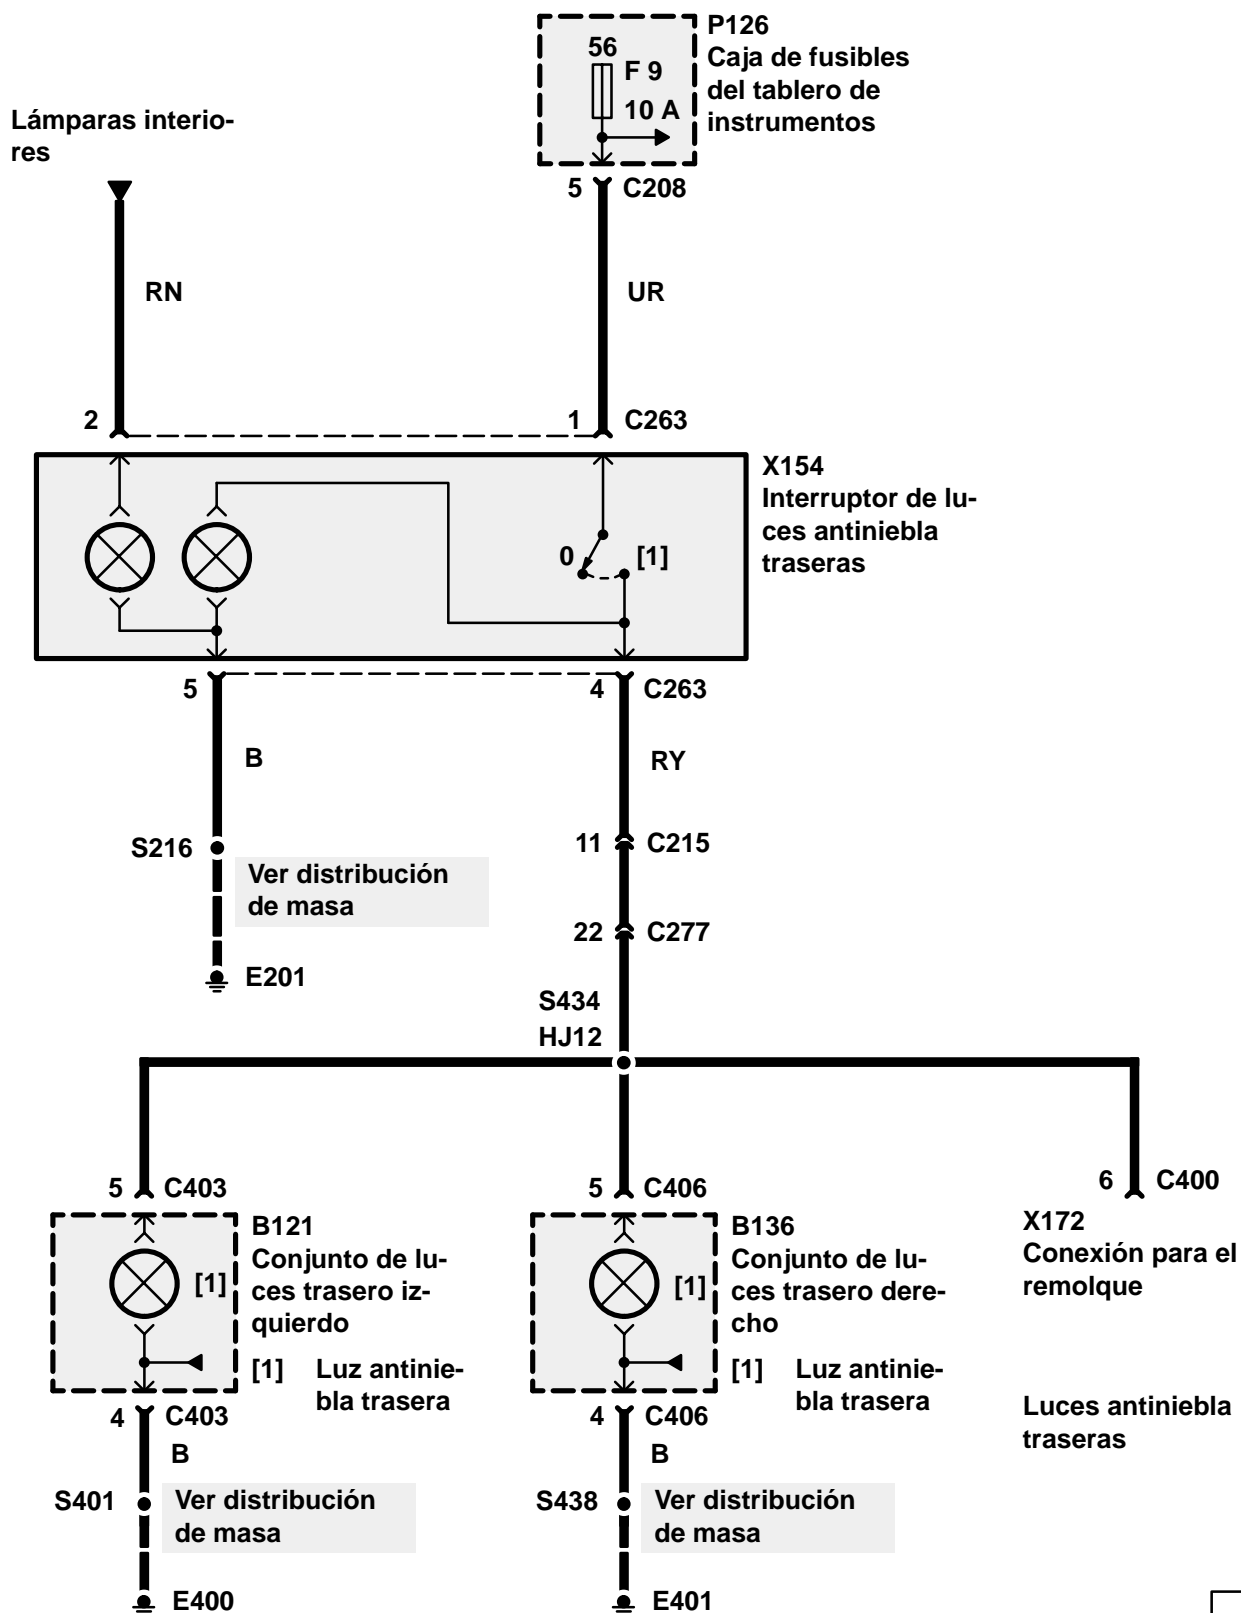 P126
Caja de fusibles
del tablero de
instrumentos
56
F 9
10 A
Lámparas interio-
res
5 C208
RN
UR
2
1 C263
X154
Interruptor de lu-
ces antiniebla
traseras
0
[1]
5
4 C263
B
RY
S216
11 C215
Ver distribución
de masa
22 C277
E201
S434
HJ12
5 C403
5 C406
6 C400
B121
Conjunto de lu-
ces trasero iz-
quierdo
[1]
[1] Luz antinie-
bla trasera
B136
Conjunto de lu-
ces trasero dere-
cho
[1]
[1] Luz antinie-
bla trasera
X172
Conexión para el
remolque
Luces antiniebla
traseras
4 C403
B
4 C406
B
S401
Ver distribución
de masa
S438
Ver distribución
de masa
E400
E401